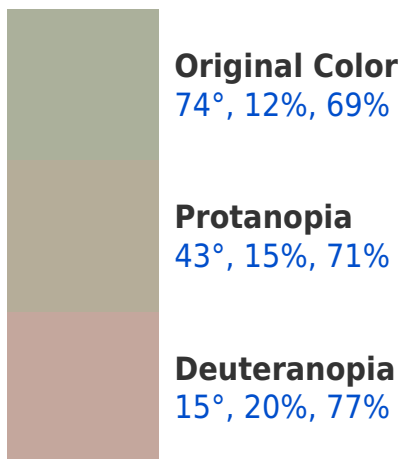 Original Color
74°, 12%, 69%
Protanopia
43°, 15%, 71%
Deuteranopia
15°, 20%, 77%